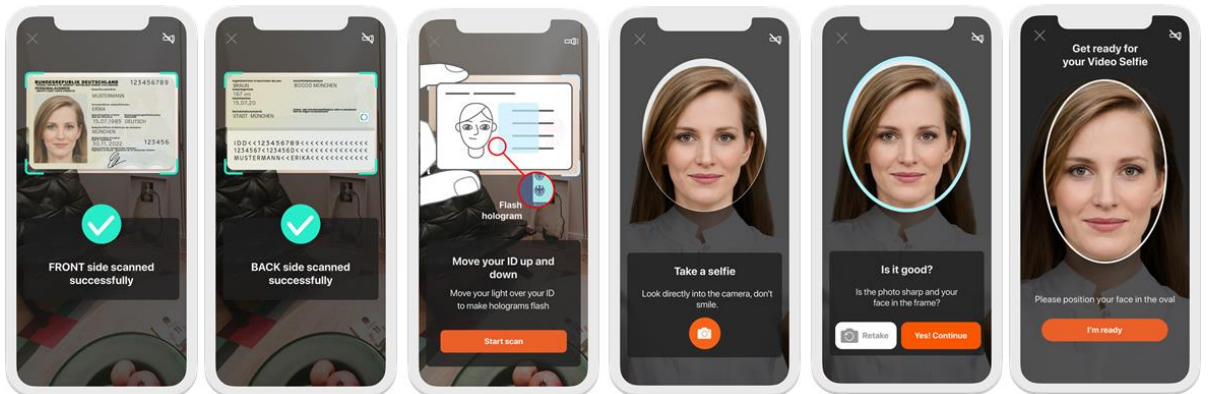 BUNDESREPUBLIK DEUTSCHLAND 123456789
MUSTERMANN
ERIKA
15.07.1985 DEUTSCH
MÜNCHEN
30.11.2022 123456
FRONT side scanned
successfully
BRAUN 80000 MÜNCHEN
167 cm
15.07.20
STADT MÜNCHEN
IDD<<123456789<<<<<<<<<<<<<<<
MUSTERMANN<<ERIKA<<<<<<<<<<<<<
BACK side scanned
successfully
Flash
hologram
Move your ID up and
down
Move your light over your ID
to make holograms flash
Start scan
Take a selfie
Look directly into the camera, don't
smile.
Is it good?
Is the photo sharp and your
face in the frame?
Retake
Yes! Continue
Get ready for
your Video Selfie
Please position your face in the oval
I'm ready